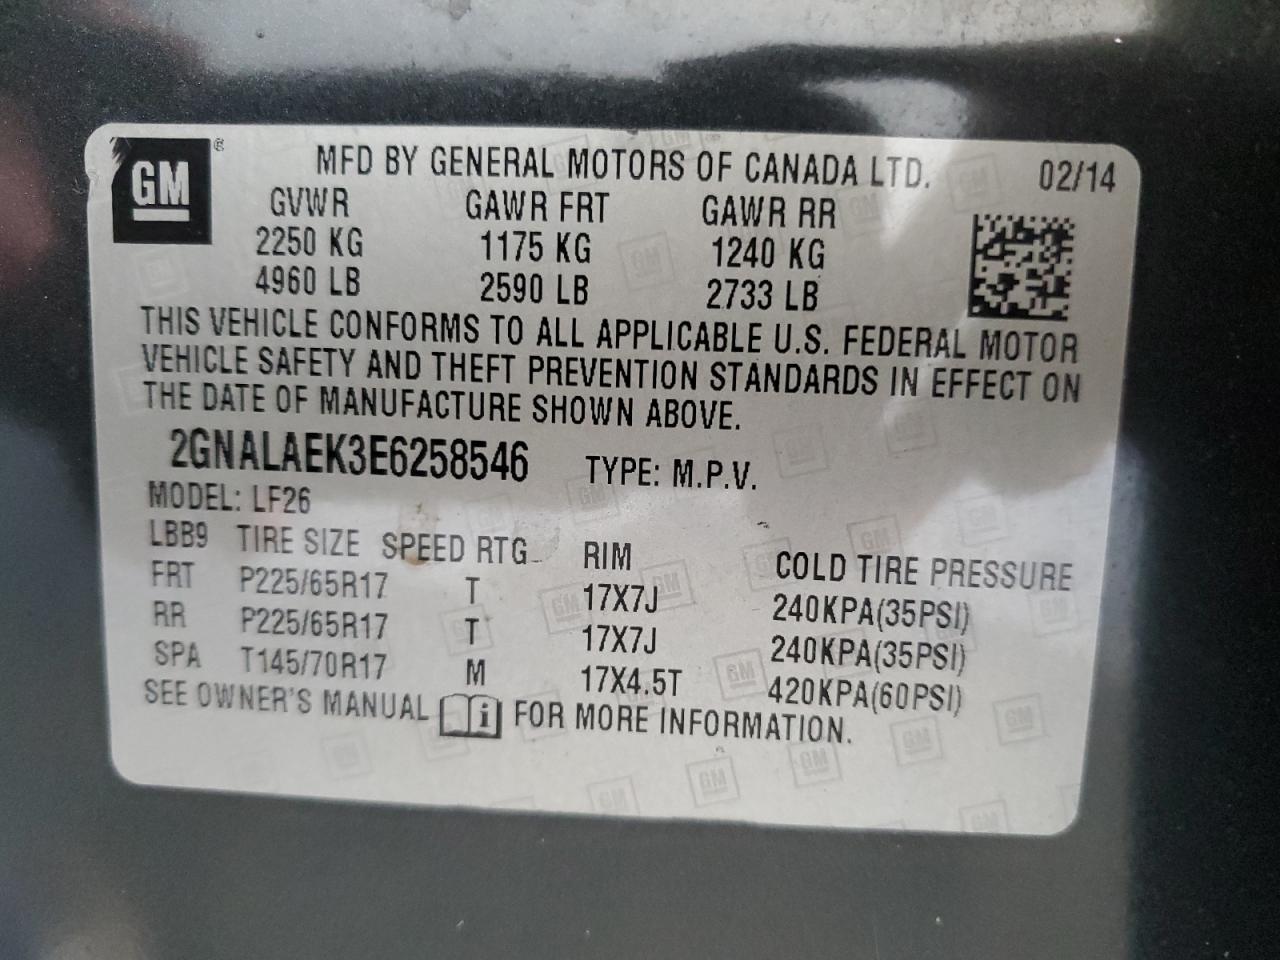 GM ®
MFD BY GENERAL MOTORS OF CANADA LTD. 02/14
GVWR GAWR FRT GAWR RR
2250 KG 1175 KG 1240 KG
4960 LB 2590 LB 2733 LB
THIS VEHICLE CONFORMS TO ALL APPLICABLE U.S. FEDERAL MOTOR
VEHICLE SAFETY AND THEFT PREVENTION STANDARDS IN EFFECT ON
THE DATE OF MANUFACTURE SHOWN ABOVE.
2GNALAEK3E6258546 TYPE: M.P.V.
MODEL: LF26
LBB9 TIRE SIZE SPEED RTG RIM COLD TIRE PRESSURE
FRT P225/65R17 T 17X7J 240KPA(35PSI)
RR P225/65R17 T 17X7J 240KPA(35PSI)
SPA T145/70R17 M 17X4.5T 420KPA(60PSI)
SEE OWNER'S MANUAL i FOR MORE INFORMATION.